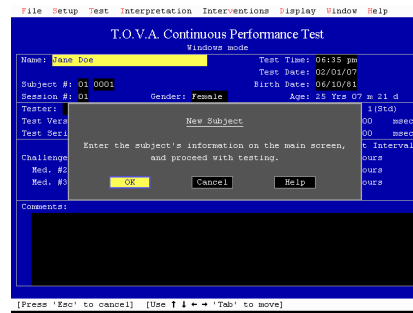 File Setup Test Interpretation Interventions Display Window Help
T.O.V.A. Continuous Performance Test
Windows mode
Name: Jane Doe Test Time: 06:35 pm
Test Date: 02/01/07
Subject #: 01 0001 Birth Date: 06/10/81
Session #: 01 Gender: Female Age: 25 Yrs 07 m 21 d
Tester: 1(Std)
Test Vers 00 msec
Test Seri 00 msec
New Subject
Enter the subject's information on the main screen, t Interval
Challenge and proceed with testing. ours
Med. #2 OK Cancel Help ours
Med. #3 ours
Comments:
[Press 'Esc' to cancel] [Use ↑ ↓ ← → 'Tab' to move]